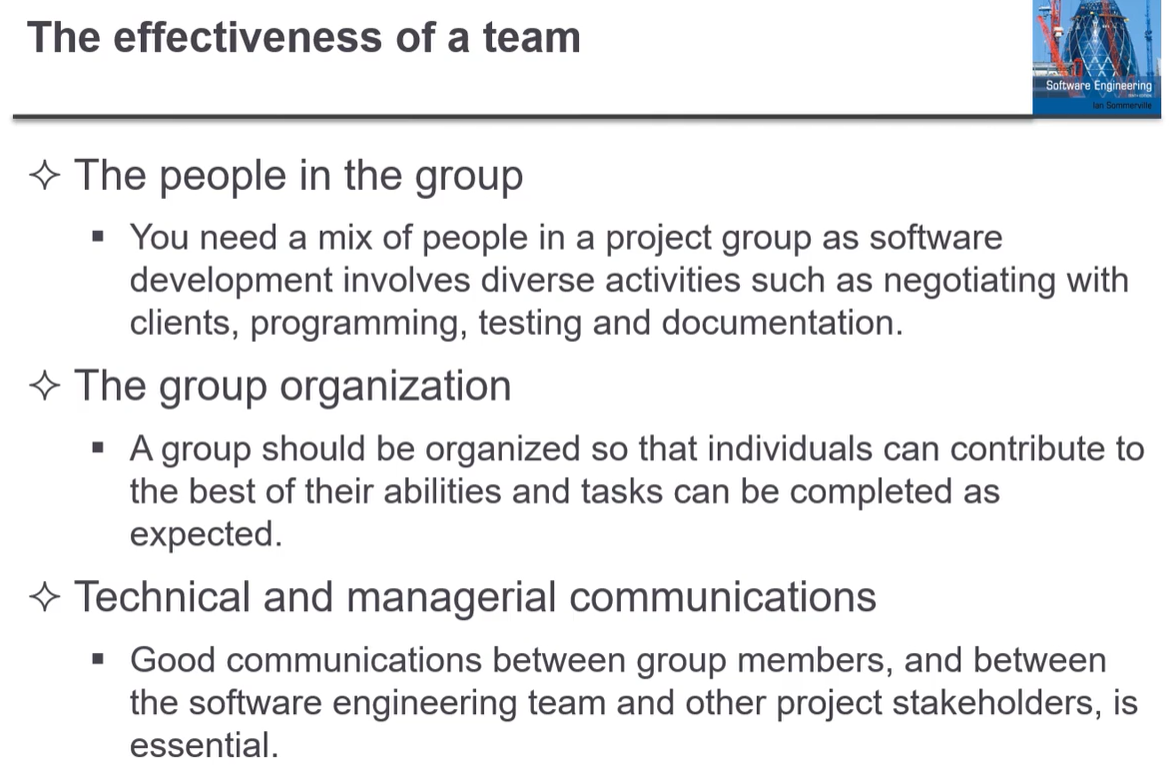 The effectiveness of a team
Software Engineering
Ian Sommerville
✧ The people in the group
▪ You need a mix of people in a project group as software
development involves diverse activities such as negotiating with
clients, programming, testing and documentation.
✧ The group organization
▪ A group should be organized so that individuals can contribute to
the best of their abilities and tasks can be completed as
expected.
✧ Technical and managerial communications
▪ Good communications between group members, and between
the software engineering team and other project stakeholders, is
essential.